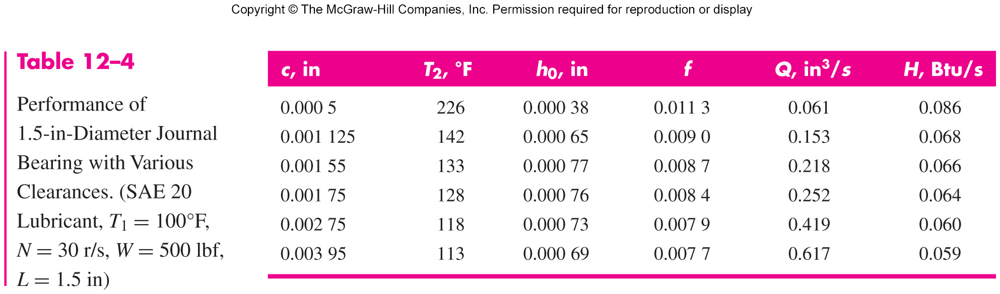 Copyright © The McGraw-Hill Companies, Inc. Permission required for reproduction or display
Table 12–4
Performance of
1.5-in-Diameter Journal
Bearing with Various
Clearances. (SAE 20
Lubricant, T1 = 100°F,
N = 30 r/s, W = 500 lbf,
L = 1.5 in)
c, in T2, °F h0, in f Q, in³/s H, Btu/s
0.000 5 226 0.000 38 0.011 3 0.061 0.086
0.001 125 142 0.000 65 0.009 0 0.153 0.068
0.001 55 133 0.000 77 0.008 7 0.218 0.066
0.001 75 128 0.000 76 0.008 4 0.252 0.064
0.002 75 118 0.000 73 0.007 9 0.419 0.060
0.003 95 113 0.000 69 0.007 7 0.617 0.059